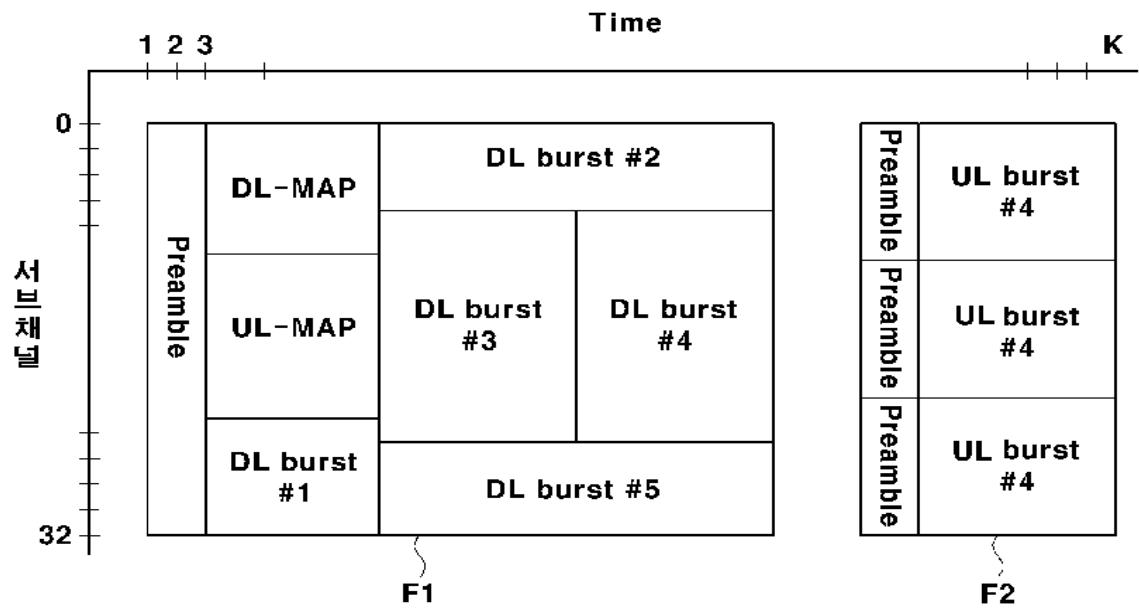 Time
1 2 3 K
0
32
서브채널
Preamble
DL-MAP
UL-MAP
DL burst
#1
DL burst #2
DL burst
#3
DL burst
#4
DL burst #5
F1
Preamble
UL burst
#4
Preamble
UL burst
#4
Preamble
UL burst
#4
F2